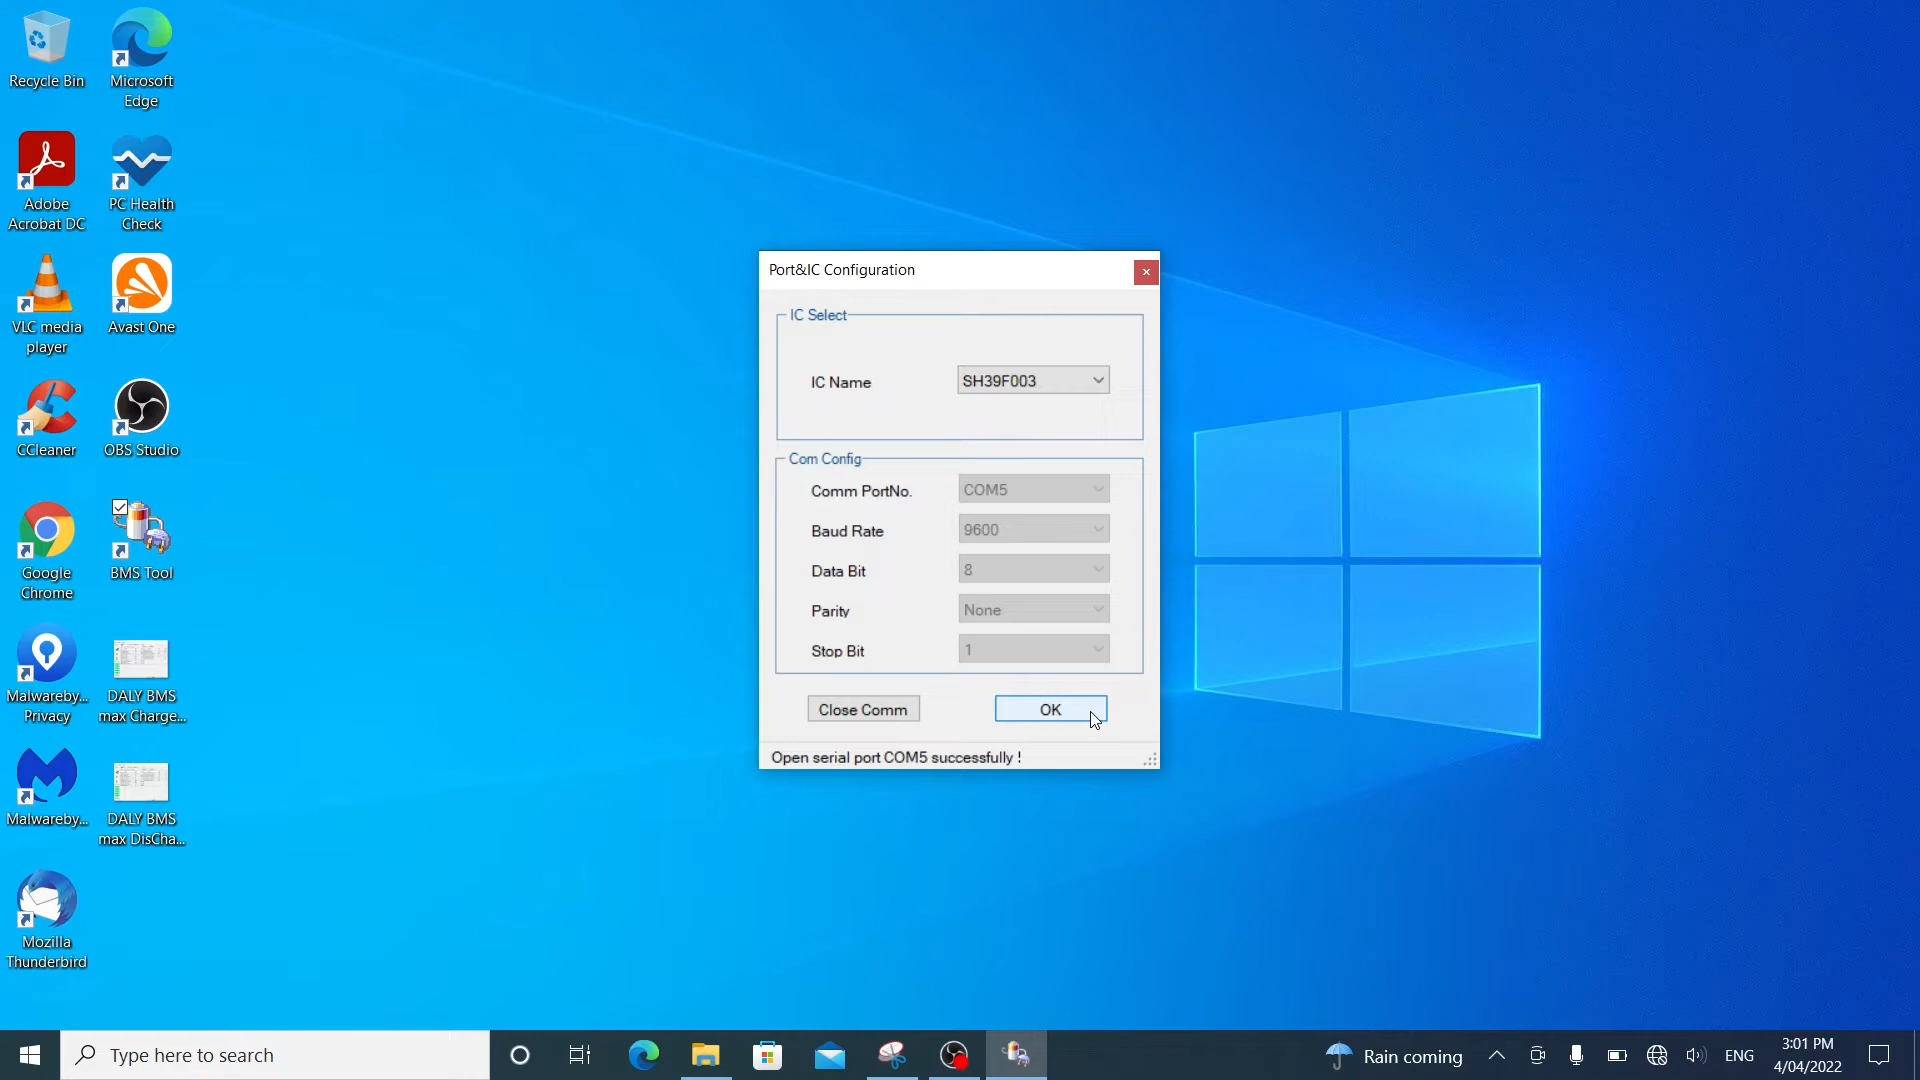 Recycle Bin
Microsoft
Edge
Adobe
Acrobat DC
PC Health
Check
VLC media
player
Avast One
CCleaner
OBS Studio
Google
Chrome
BMS Tool
Malwareby...
Privacy
DALY BMS
max Charge...
Malwareby...
DALY BMS
max DisCha...
Mozilla
Thunderbird
Port&IC Configuration
IC Select
IC Name
SH39F003
Com Config
Comm PortNo.
COM5
Baud Rate
9600
Data Bit
8
Parity
None
Stop Bit
1
Close Comm
OK
Open serial port COM5 successfully !
Type here to search
Rain coming
ENG
3:01 PM
4/04/2022